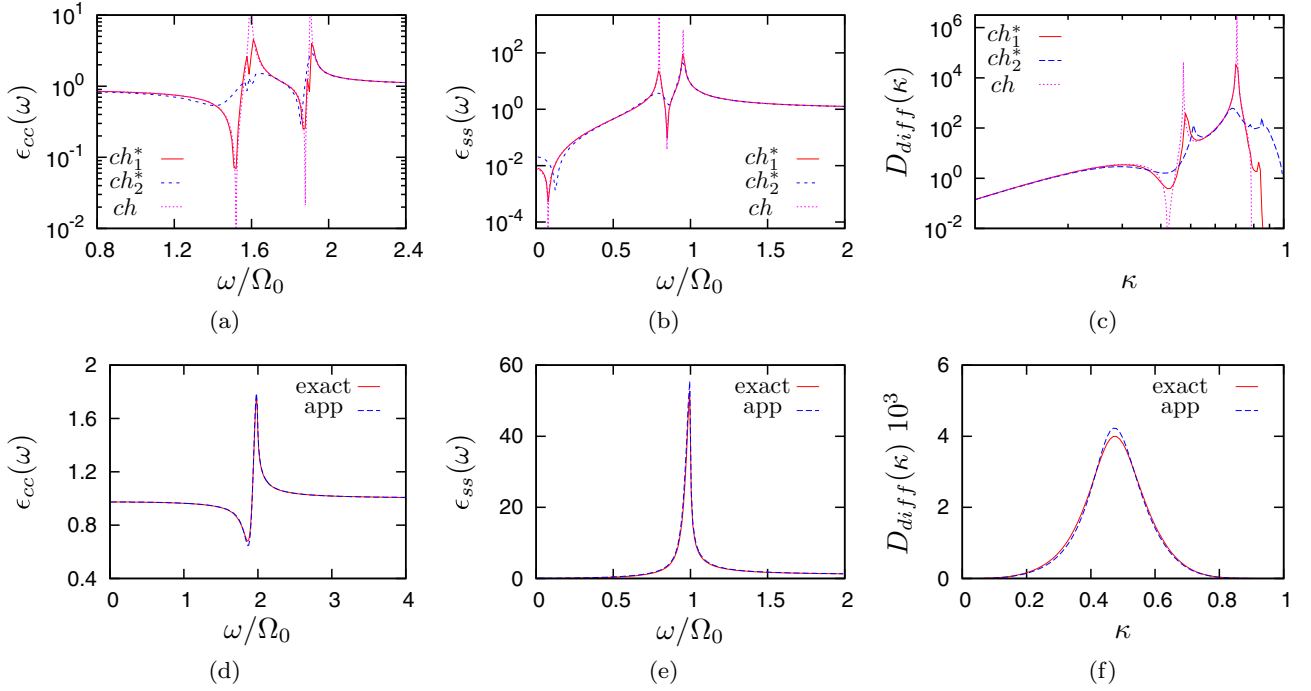 ϵ_cc(ω)
10^1
10^0
10^-1
10^-2
ch_1^*
ch_2^*
ch
0.8 1.2 1.6 2 2.4
ω/Ω_0
(a)
ϵ_ss(ω)
10^2
10^0
10^-2
10^-4
ch_1^*
ch_2^*
ch
0 0.5 1 1.5 2
ω/Ω_0
(b)
D_diff(κ)
10^6
10^4
10^2
10^0
10^-2
ch_1^*
ch_2^*
ch
1
κ
(c)
ϵ_cc(ω)
2
1.6
1.2
0.8
0.4
exact
app
0 1 2 3 4
ω/Ω_0
(d)
ϵ_ss(ω)
60
40
20
0
exact
app
0 0.5 1 1.5 2
ω/Ω_0
(e)
D_diff(κ) 10^3
6
4
2
0
exact
app
0 0.2 0.4 0.6 0.8 1
κ
(f)